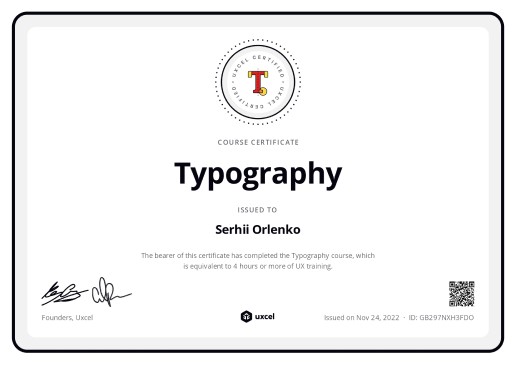 UXCEL CERTIFIED · UXCEL CERTIFIED ·
T
COURSE CERTIFICATE
Typography
ISSUED TO
Serhii Orlenko
The bearer of this certificate has completed the Typography course, which
is equivalent to 4 hours or more of UX training.
Founders, Uxcel
uxcel
Issued on Nov 24, 2022 · ID: GB297NXH3FDO